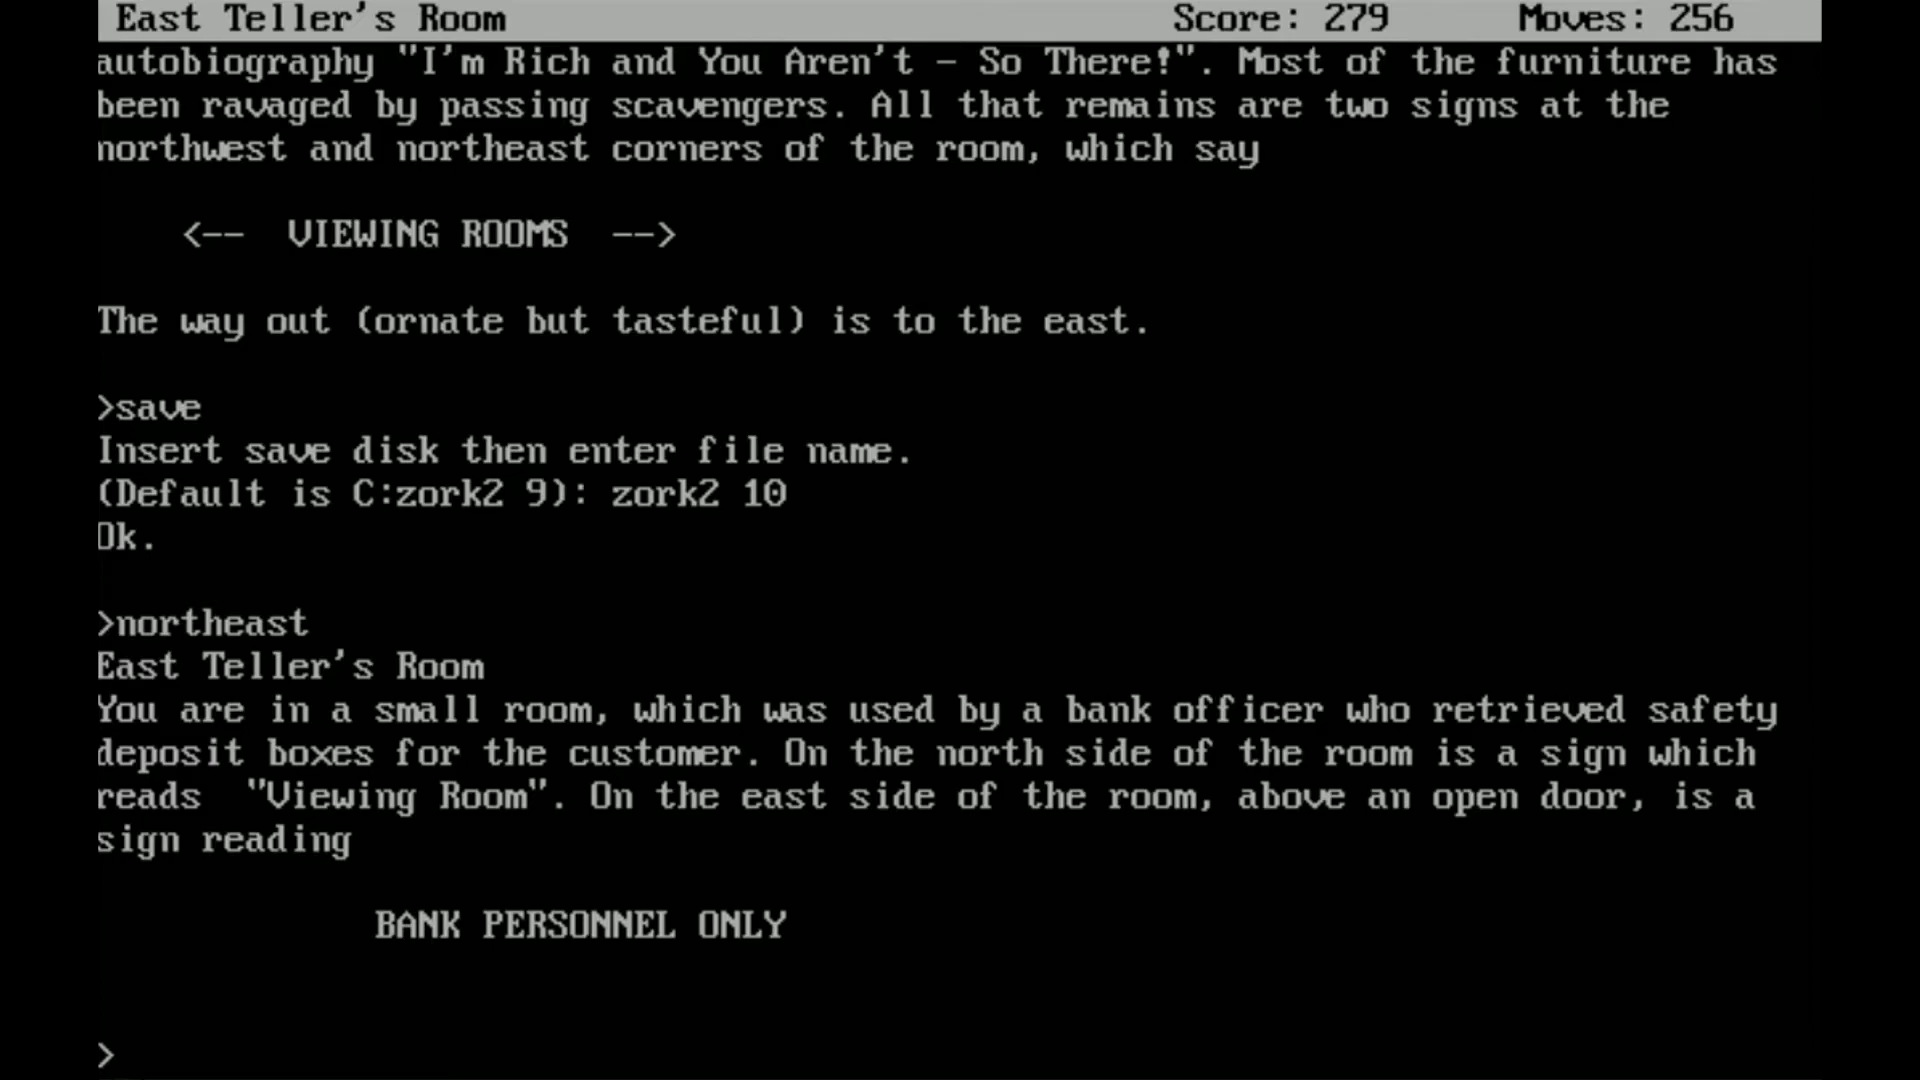 East Teller's Room Score: 279 Moves: 256
autobiography "I'm Rich and You Aren't - So There!". Most of the furniture has
been ravaged by passing scavengers. All that remains are two signs at the
northwest and northeast corners of the room, which say
<-- VIEWING ROOMS -->
The way out (ornate but tasteful) is to the east.
>save
Insert save disk then enter file name.
(Default is C:zork2 9): zork2 10
Ok.
>northeast
East Teller's Room
You are in a small room, which was used by a bank officer who retrieved safety
deposit boxes for the customer. On the north side of the room is a sign which
reads  "Viewing Room". On the east side of the room, above an open door, is a
sign reading
BANK PERSONNEL ONLY
>